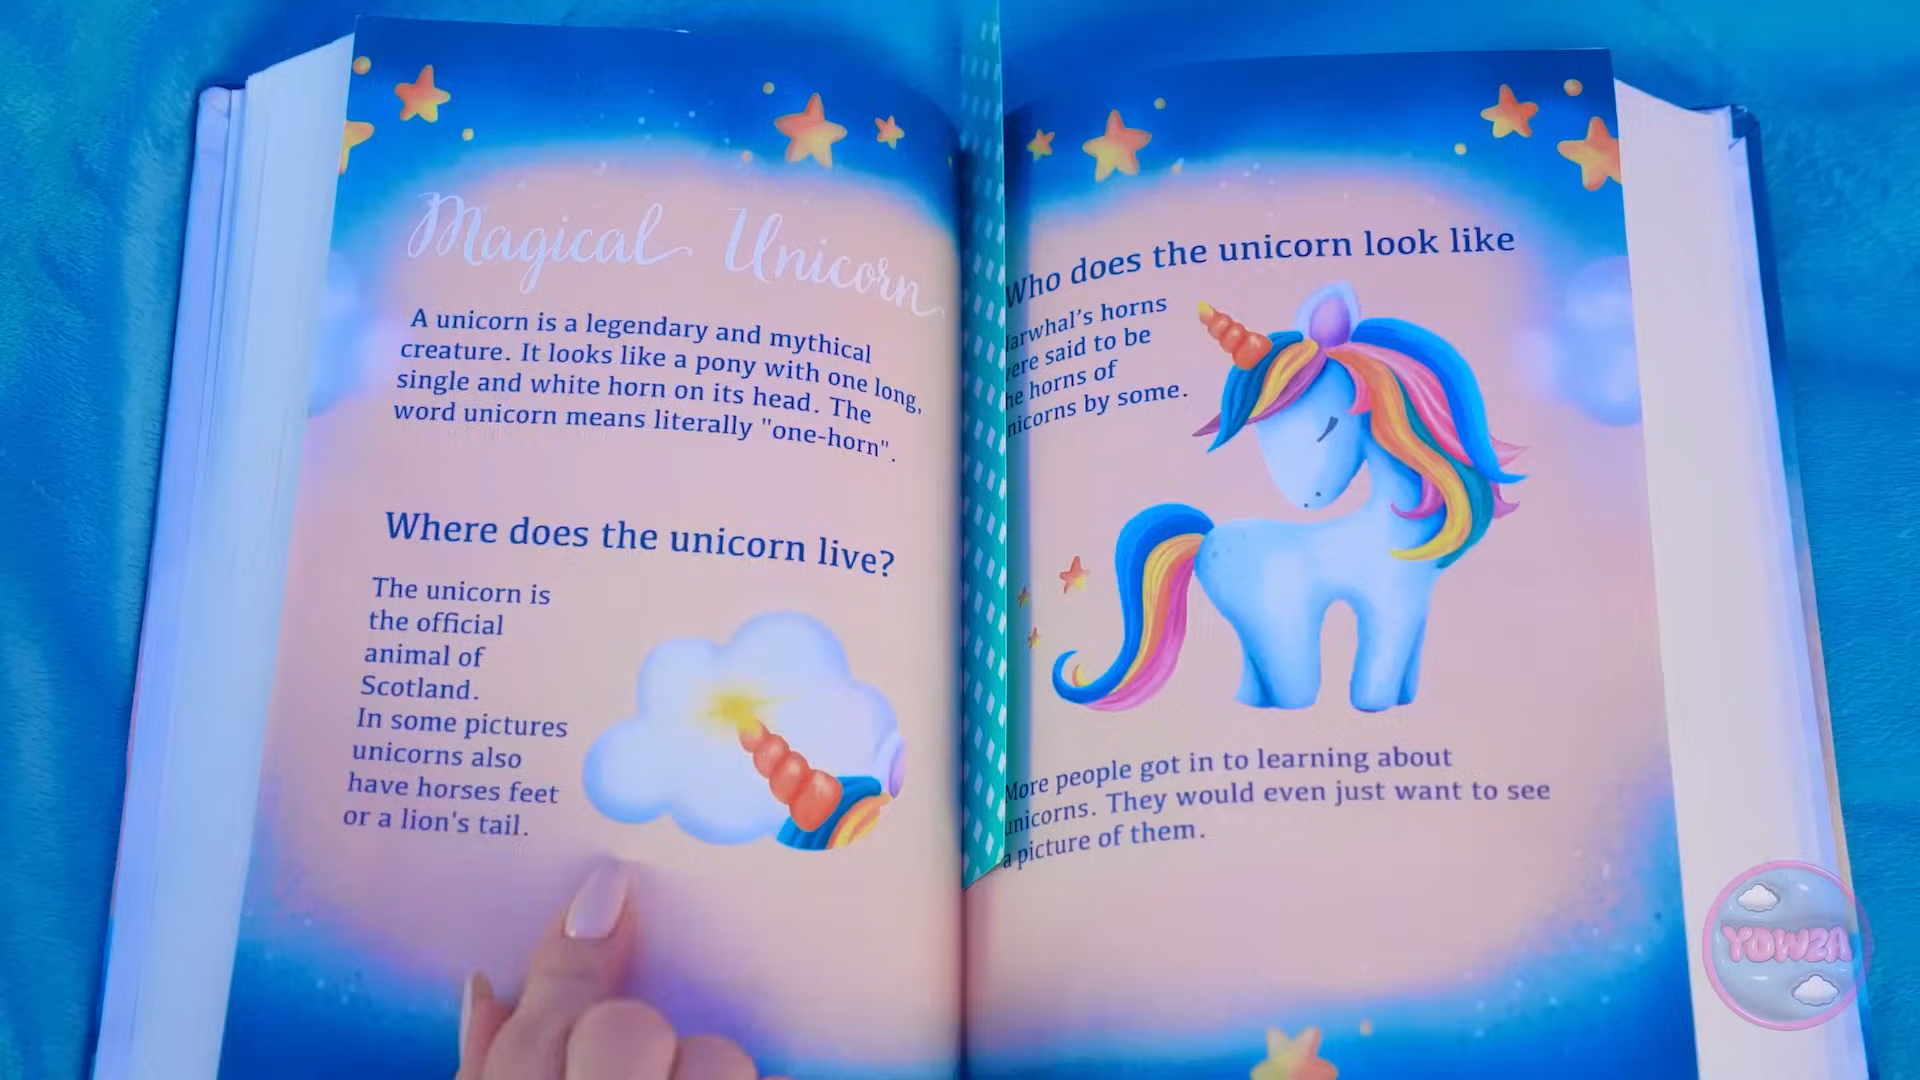 Magical Unicorn
A unicorn is a legendary and mythical
creature. It looks like a pony with one long,
single and white horn on its head. The
word unicorn means literally "one-horn".
Where does the unicorn live?
The unicorn is
the official
animal of
Scotland.
In some pictures
unicorns also
have horses feet
or a lion's tail.
Who does the unicorn look like
arwhal's horns
ere said to be
he horns of
nicorns by some.
More people got in to learning about
unicorns. They would even just want to see
a picture of them.
YOWZA